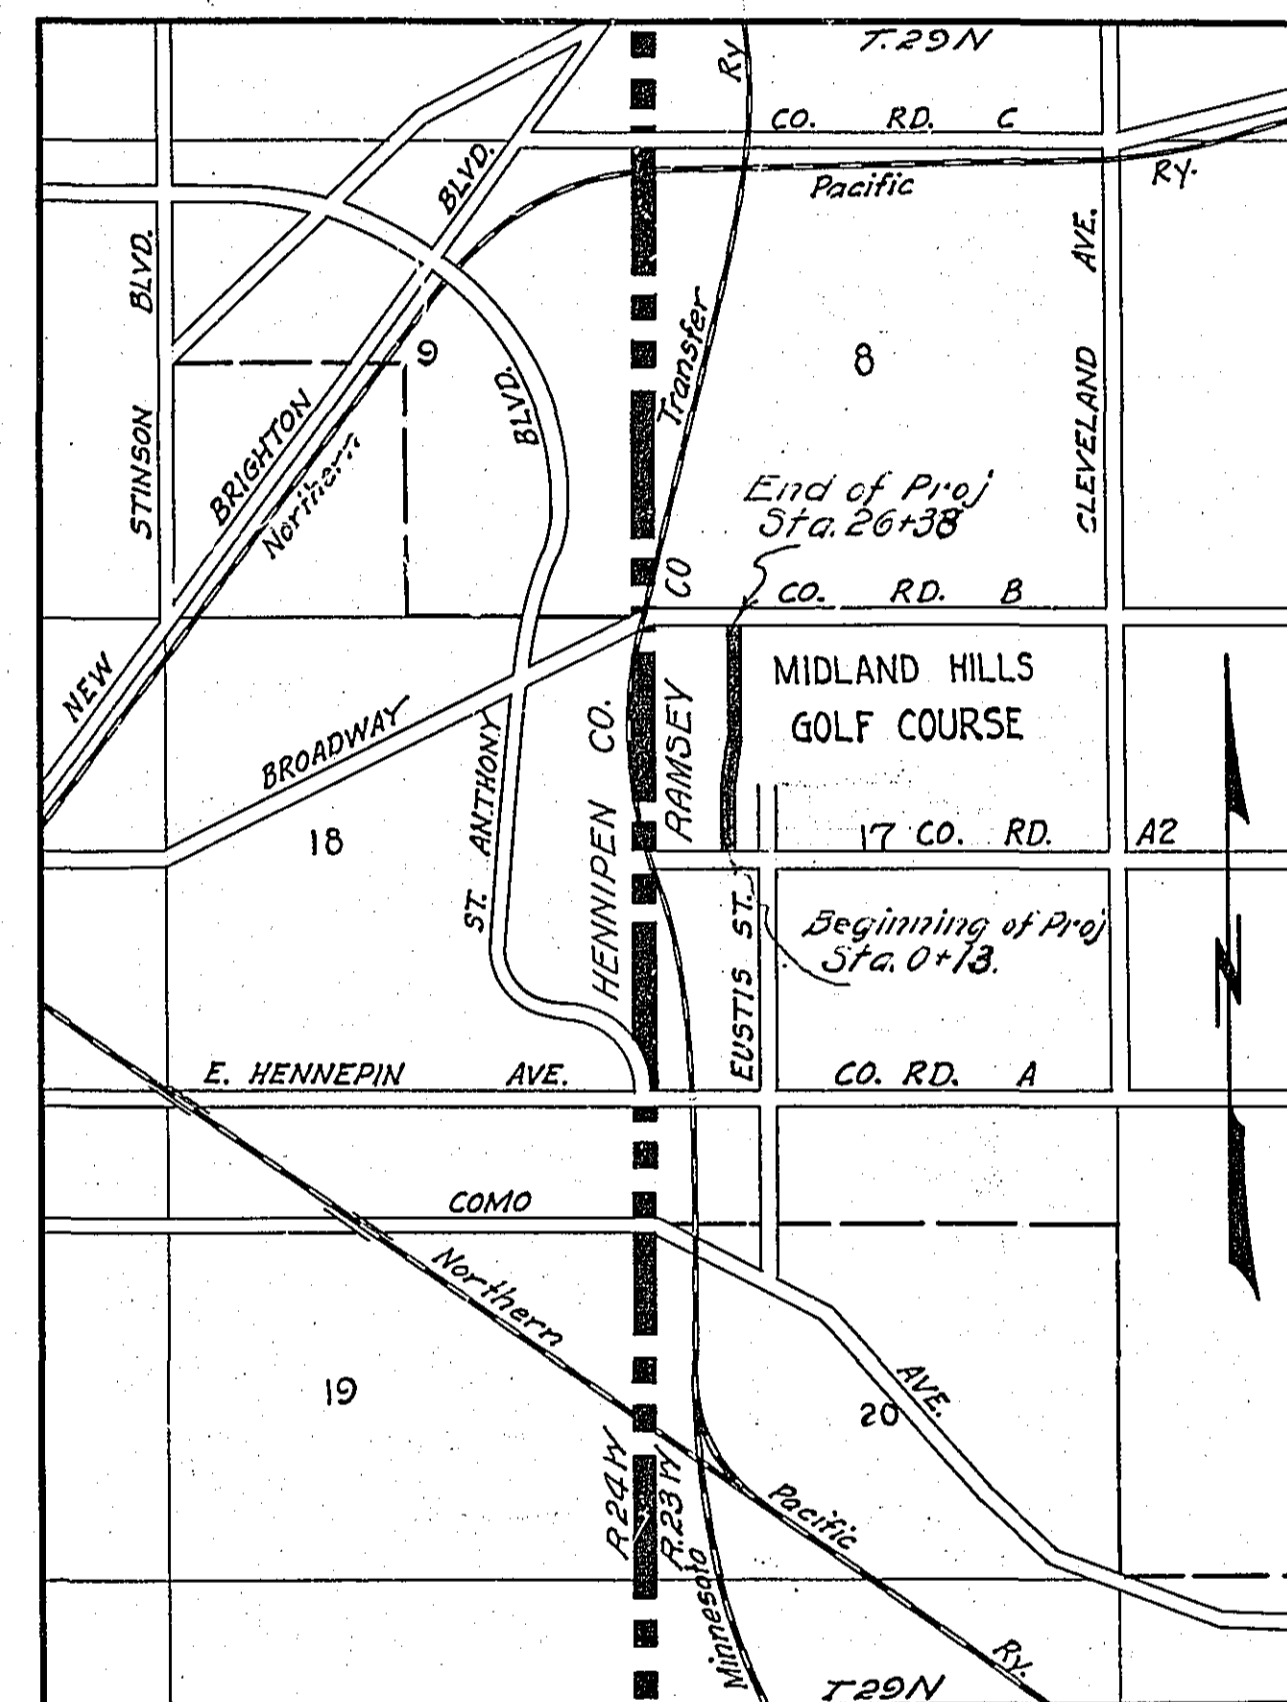 T.29N
Ry
CO. RD. C
Pacific
RY.
BLVD.
STINSON BLVD.
CLEVELAND AVE.
Transfer
8
9
BLVD.
NEW BRIGHTON
Northern
End of Proj
Sta. 26+38
CO
CO. RD. B
MIDLAND HILLS
GOLF COURSE
RAMSEY
HENNIPEN CO.
BROADWAY
ST. ANTHONY
18
17 CO. RD. A2
Beginning of Proj
Sta. 0+13.
EUSTIS ST.
N
E. HENNEPIN AVE.
CO. RD. A
COMO
AVE.
Northern
19
20
R24W
R.23W
Pacific
Minnesota
Ry.
T29N